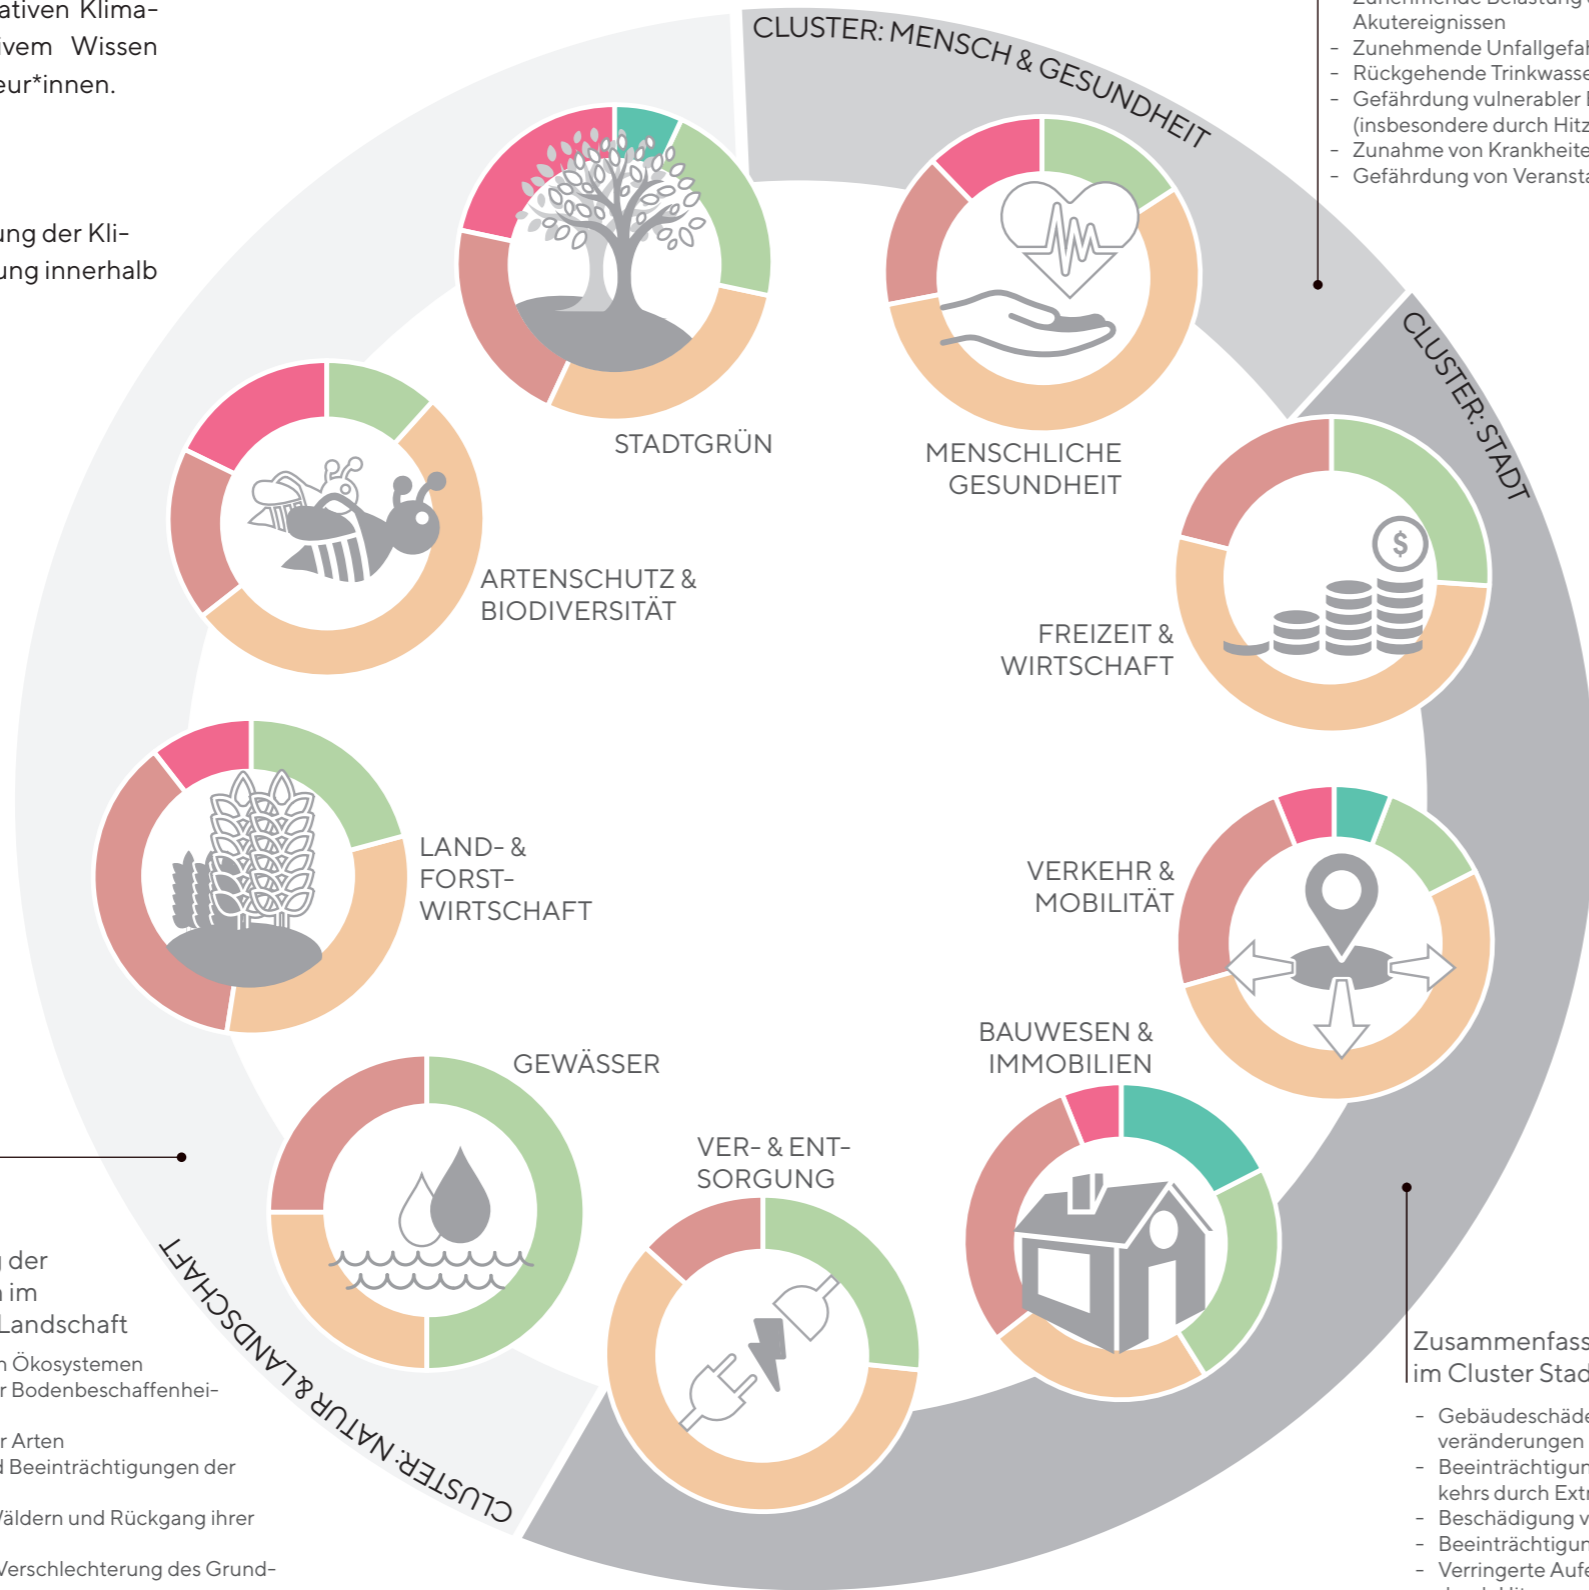 ativen Klima-
ivem Wissen
eur*innen.
ung der Kli-
ung innerhalb
CLUSTER: MENSCH & GESUNDHEIT
Zunehmende Belastung
Akutereignissen
- Zunehmende Unfallgefah
- Rückgehende Trinkwasse
- Gefährdung vulnerabler
(insbesondere durch Hitz
- Zunahme von Krankheite
- Gefährdung von Veransta
CLUSTER: STADT
STADTGRÜN
MENSCHLICHE
GESUNDHEIT
ARTENSCHUTZ &
BIODIVERSITÄT
$
FREIZEIT &
WIRTSCHAFT
LAND- &
FORST-
WIRTSCHAFT
VERKEHR &
MOBILITÄT
BAUWESEN &
IMMOBILIEN
GEWÄSSER
VER- & ENT-
SORGUNG
CLUSTER: NATUR & LANDSCHAFT
g der
n im
Landschaft
n Ökosystemen
r Bodenbeschaffenhei-
r Arten
d Beeinträchtigungen der
Wäldern und Rückgang ihrer
Verschlechterung des Grund-
Zusammenfass
im Cluster Stad
- Gebäudeschäde
veränderungen
- Beeinträchtigun
kehrs durch Extr
- Beschädigung v
- Beeinträchtigun
- Verringerte Aufe